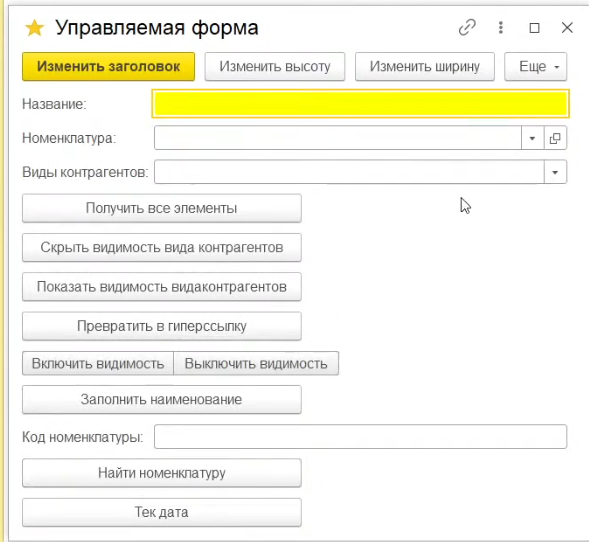 Управляемая форма
Изменить заголовок Изменить высоту Изменить ширину Еще
Название:
Номенклатура:
Виды контрагентов:
Получить все элементы
Скрыть видимость вида контрагентов
Показать видимость видаконтрагентов
Превратить в гиперссылку
Включить видимость Выключить видимость
Заполнить наименование
Код номенклатуры:
Найти номенклатуру
Тек дата